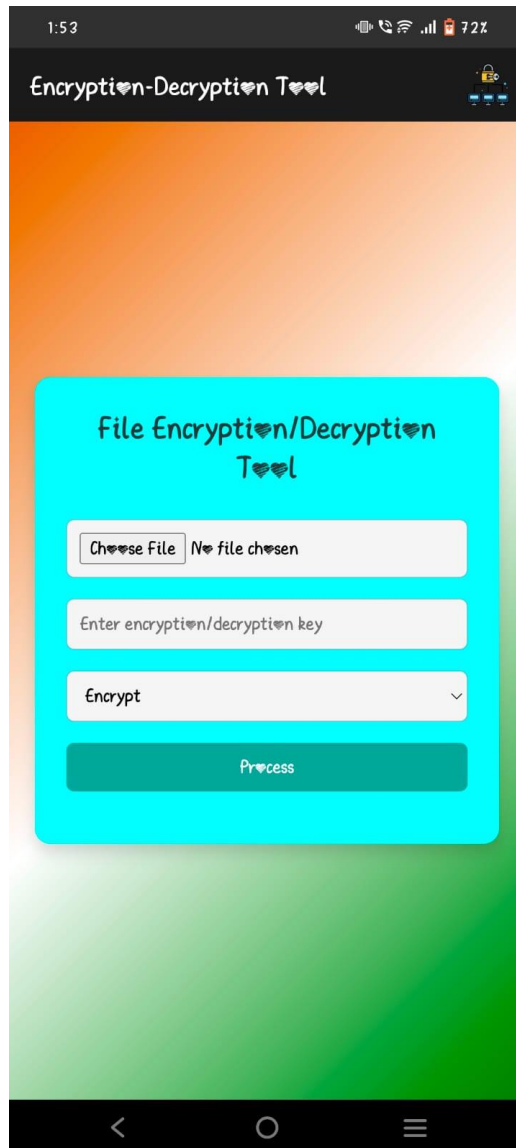 1:53
72%
Encryption-Decryption Tool
File Encryption/Decryption
Tool
Choose File No file chosen
Enter encryption/decryption key
Encrypt
Process